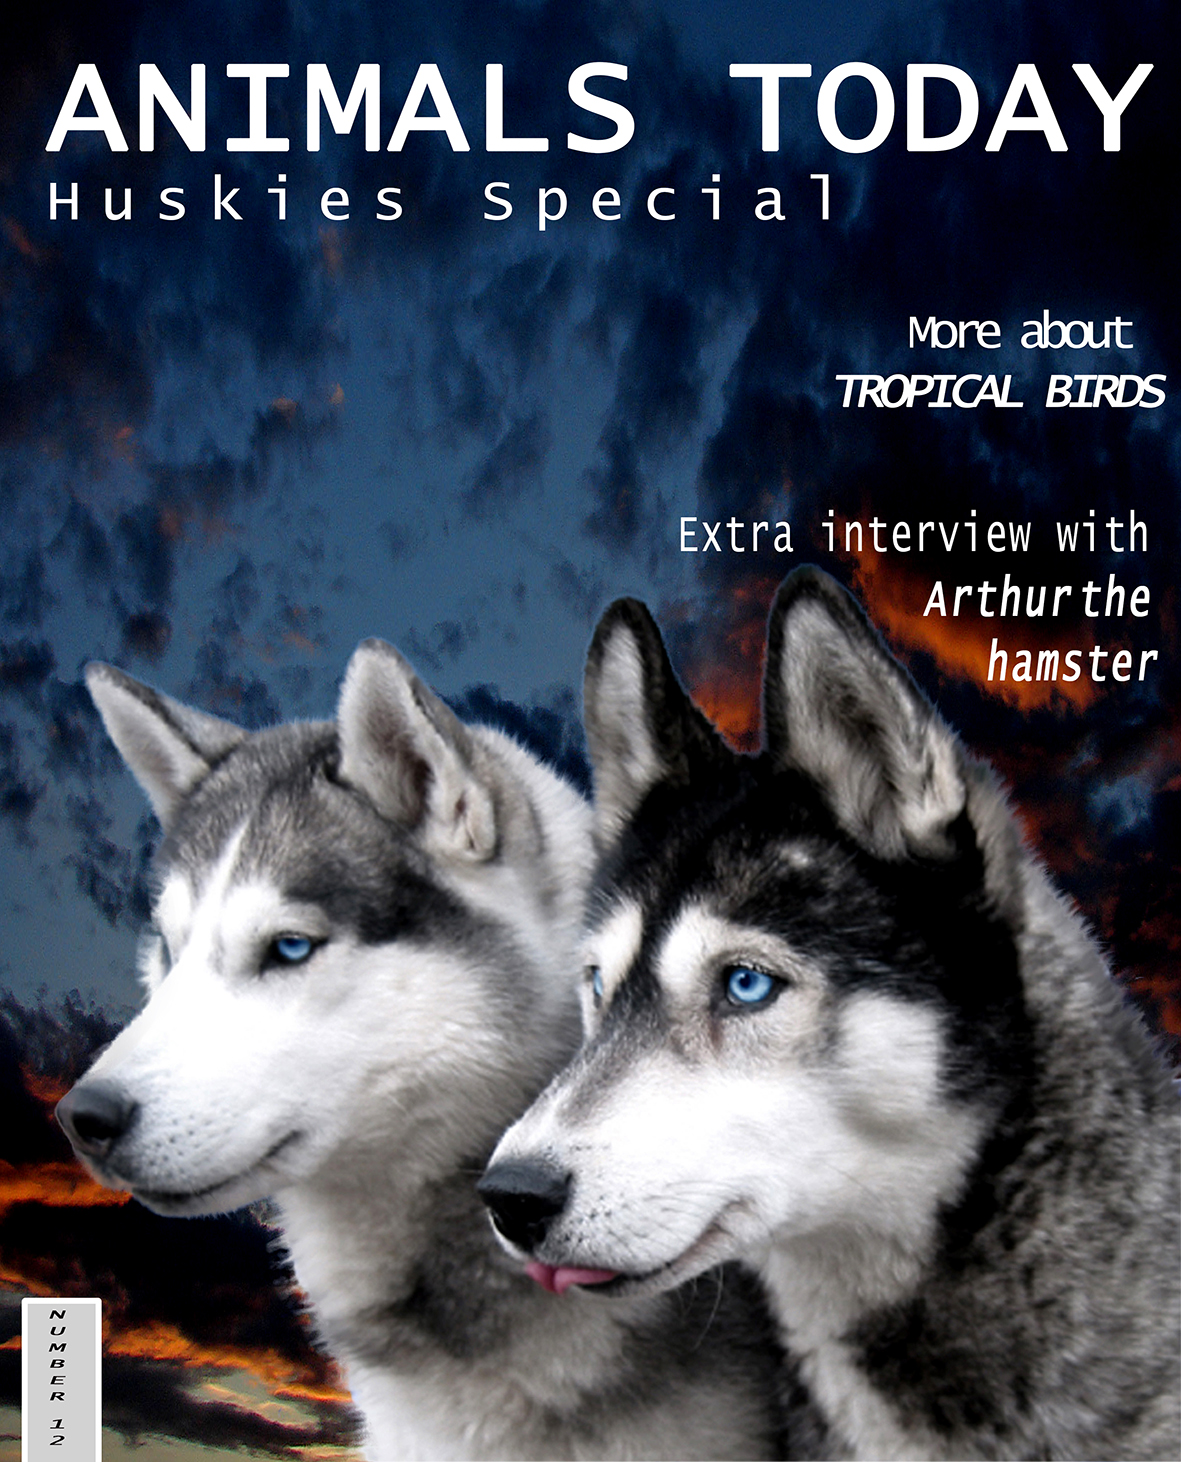 ANIMALS TODAY
Huskies Special
More about
TROPICAL BIRDS
Extra interview with
Arthur the
hamster
NUMBER 12